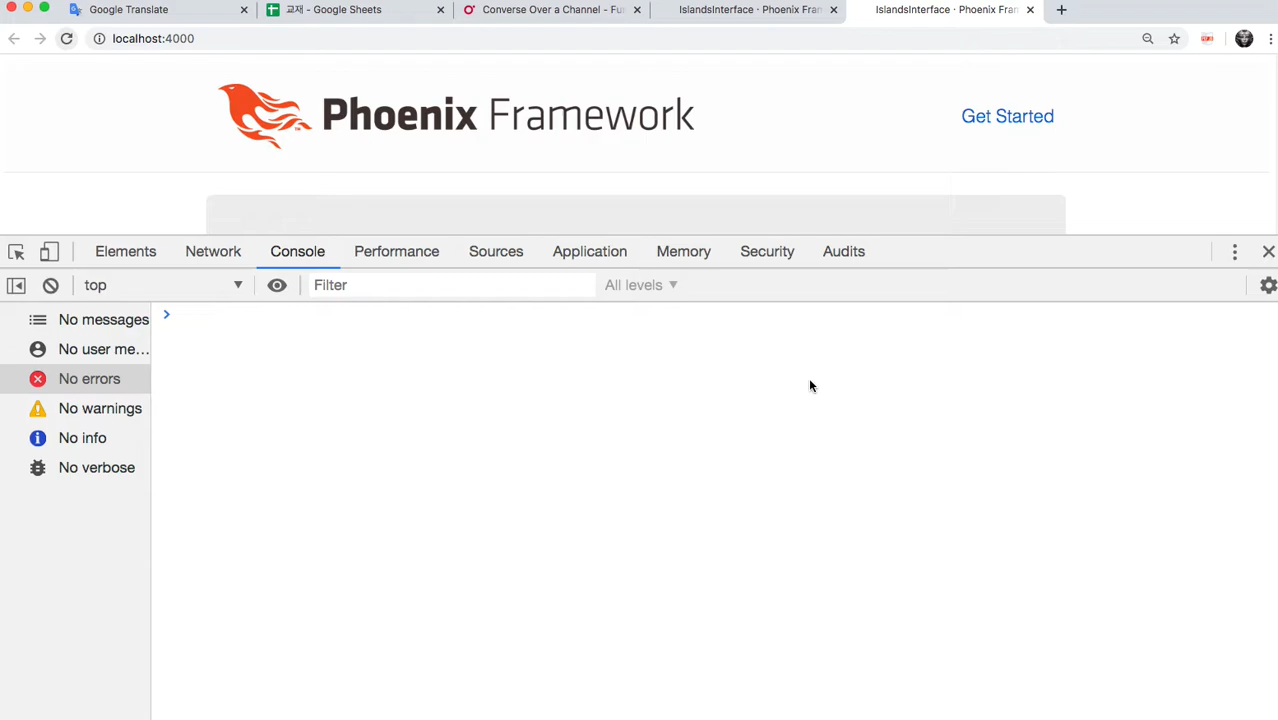 Google Translate
교재 - Google Sheets
Converse Over a Channel - Fu
IslandsInterface · Phoenix Fram
IslandsInterface · Phoenix Fram
localhost:4000
Phoenix Framework
Get Started
Elements
Network
Console
Performance
Sources
Application
Memory
Security
Audits
top
Filter
All levels
No messages
No user me...
No errors
No warnings
No info
No verbose